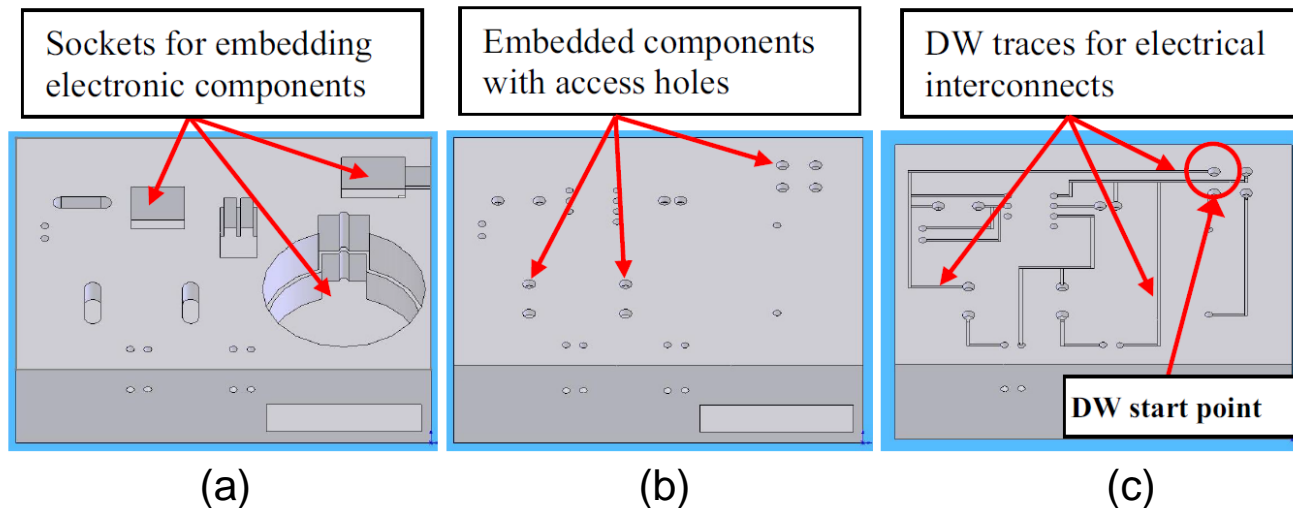 Sockets for embedding
electronic components
Embedded components
with access holes
DW traces for electrical
interconnects
DW start point
(a)
(b)
(c)